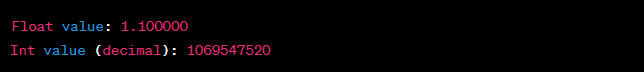 Float value: 1.100000
Int value (decimal): 1069547520